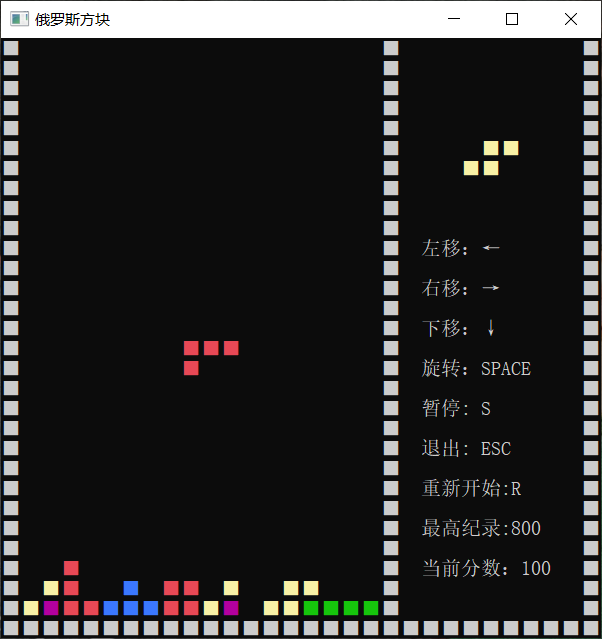 俄罗斯方块
左移：←
右移：→
下移：↓
旋转：SPACE
暂停: S
退出: ESC
重新开始:R
最高纪录:800
当前分数：100